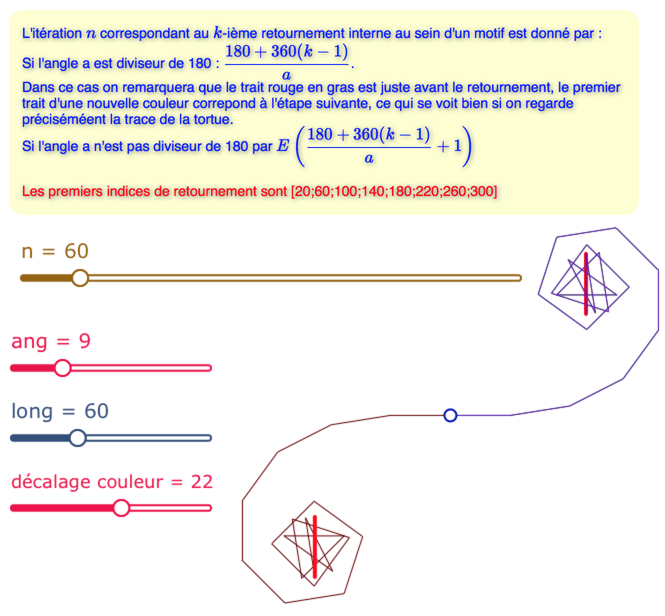 L'itération n correspondant au k-ième retournement interne au sein d'un motif est donné par :
Si l'angle a est diviseur de 180 : \frac{180 + 360(k − 1)}{a}.
Dans ce cas on remarquera que le trait rouge en gras est juste avant le retournement, le premier
trait d'une nouvelle couleur correpond à l'étape suivante, ce qui se voit bien si on regarde
préciséméent la trace de la tortue.
Si l'angle a n'est pas diviseur de 180 par E(\frac{180 + 360(k − 1)}{a} + 1)
Les premiers indices de retournement sont [20;60;100;140;180;220;260;300]
n = 60
ang = 9
long = 60
décalage couleur = 22